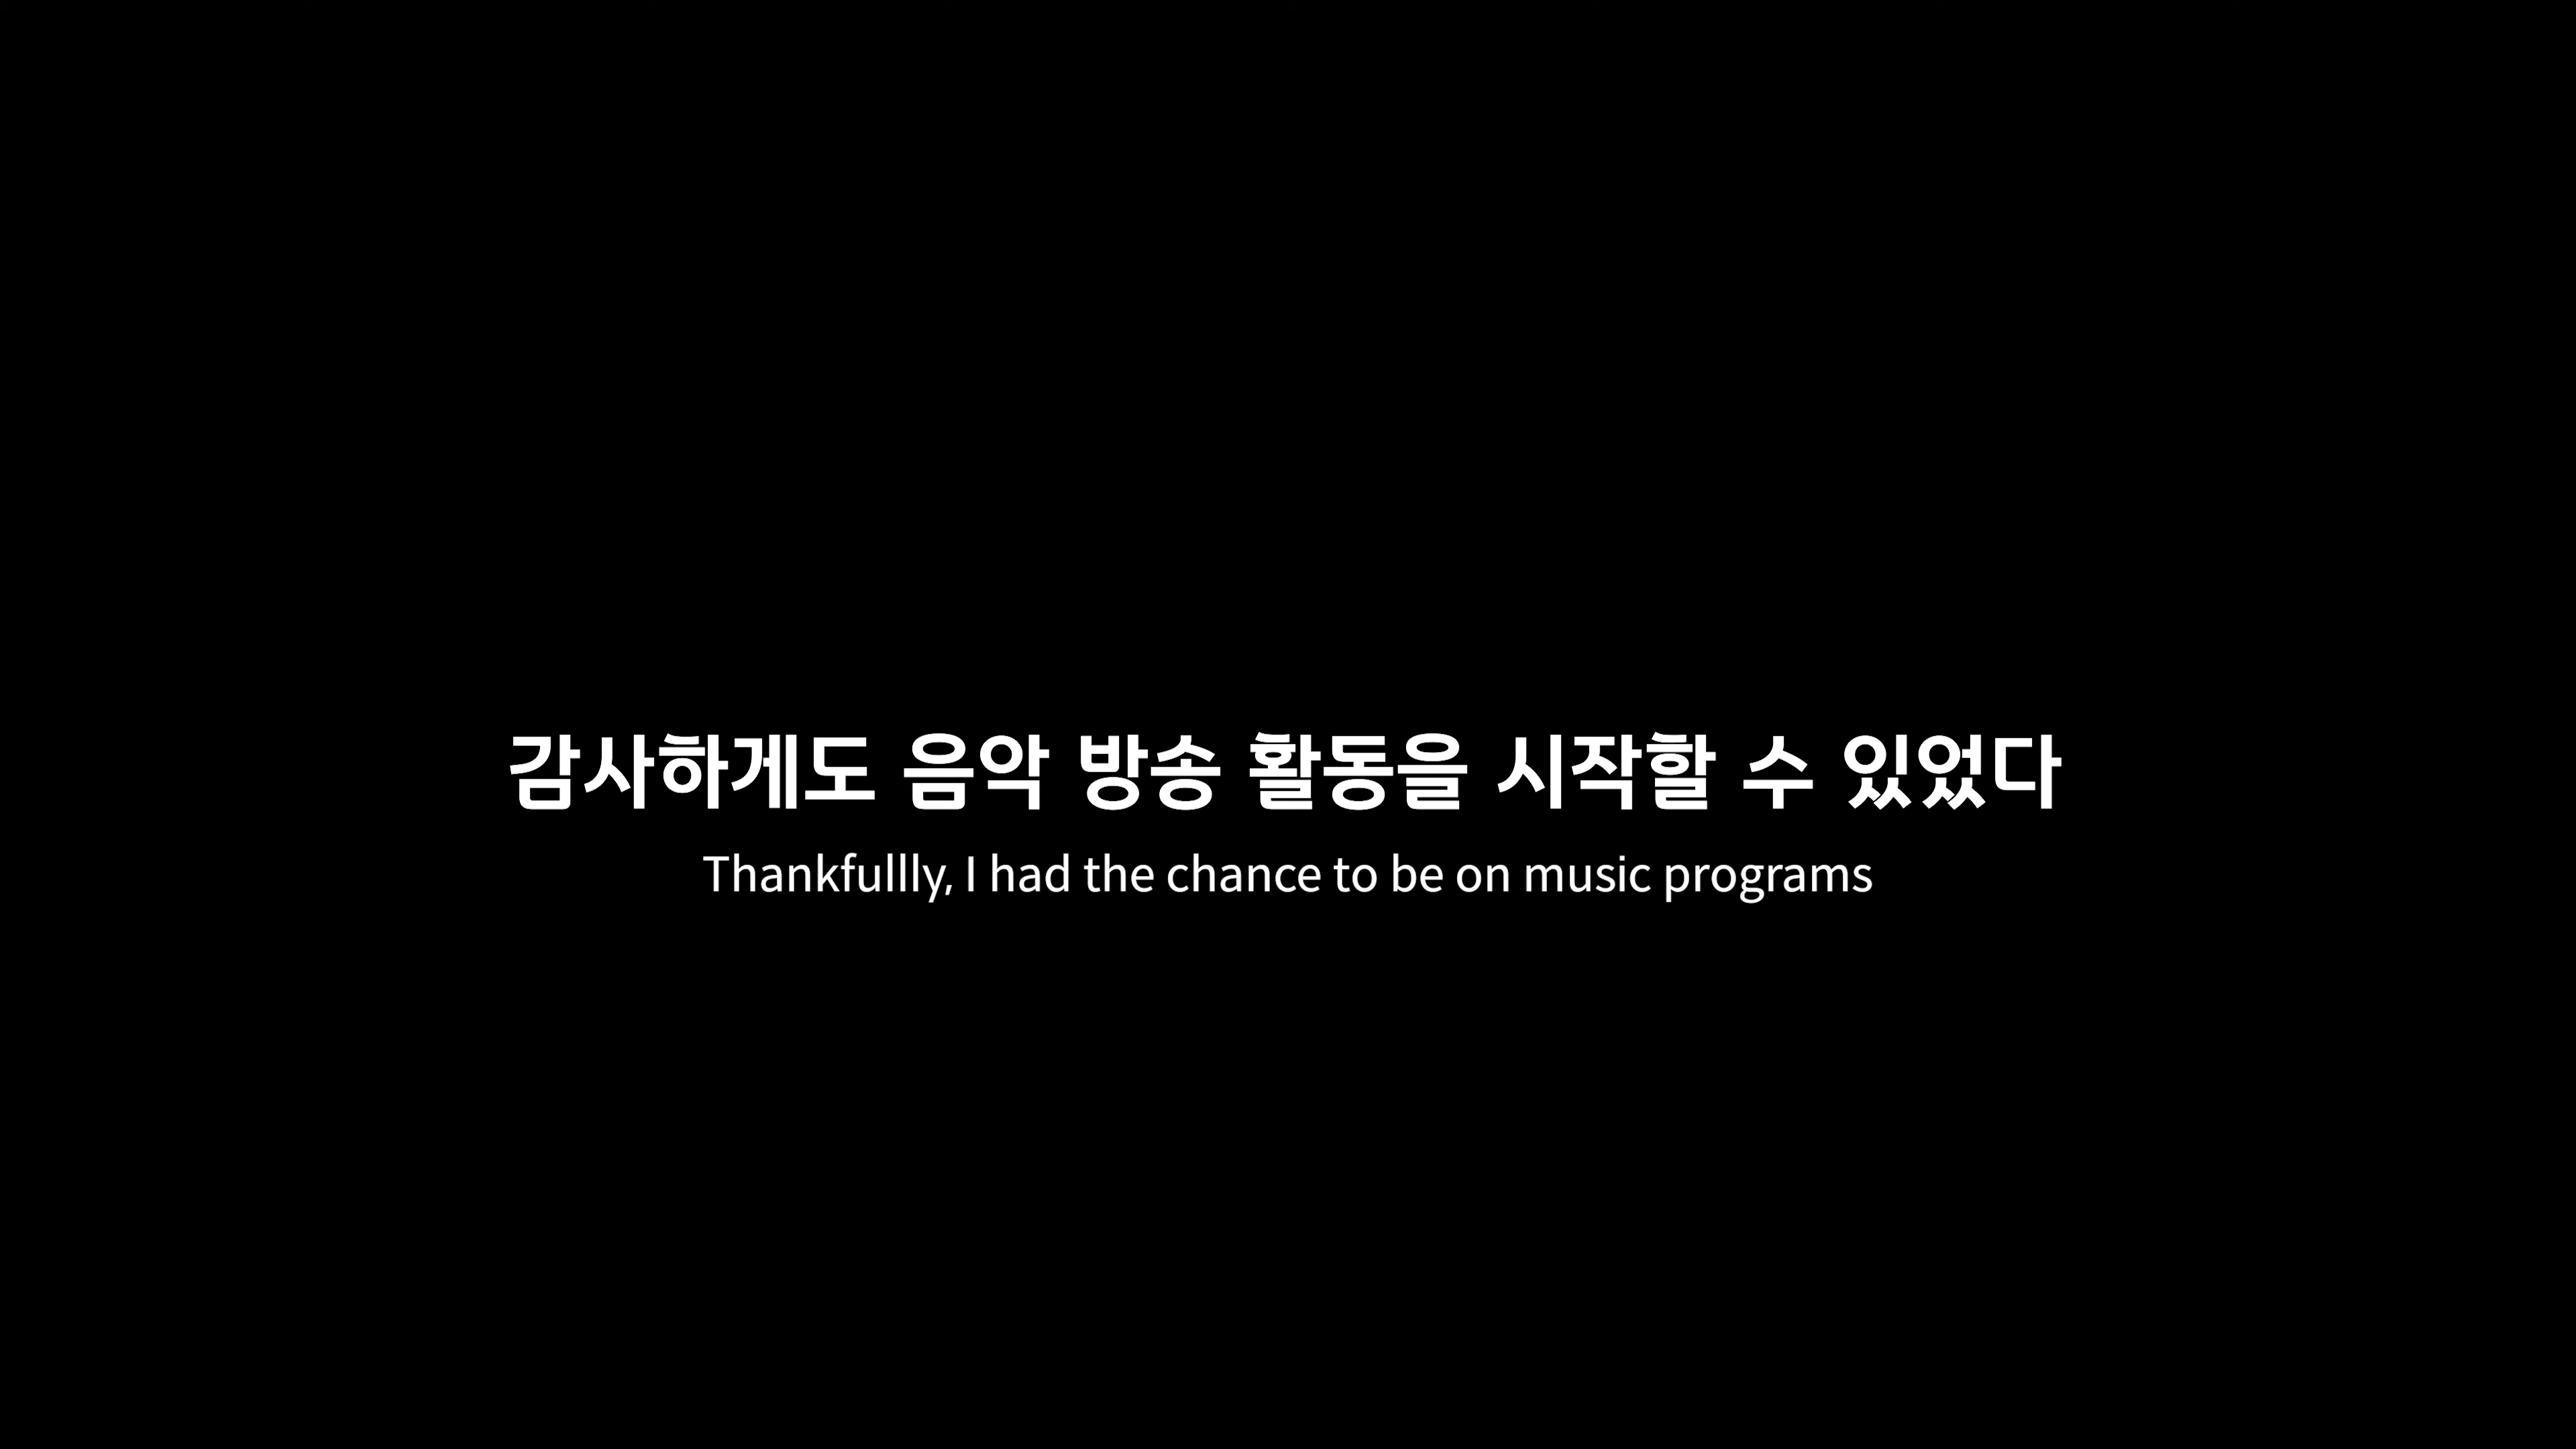 감사하게도 음악 방송 활동을 시작할 수 있었다
Thankfullly, I had the chance to be on music programs